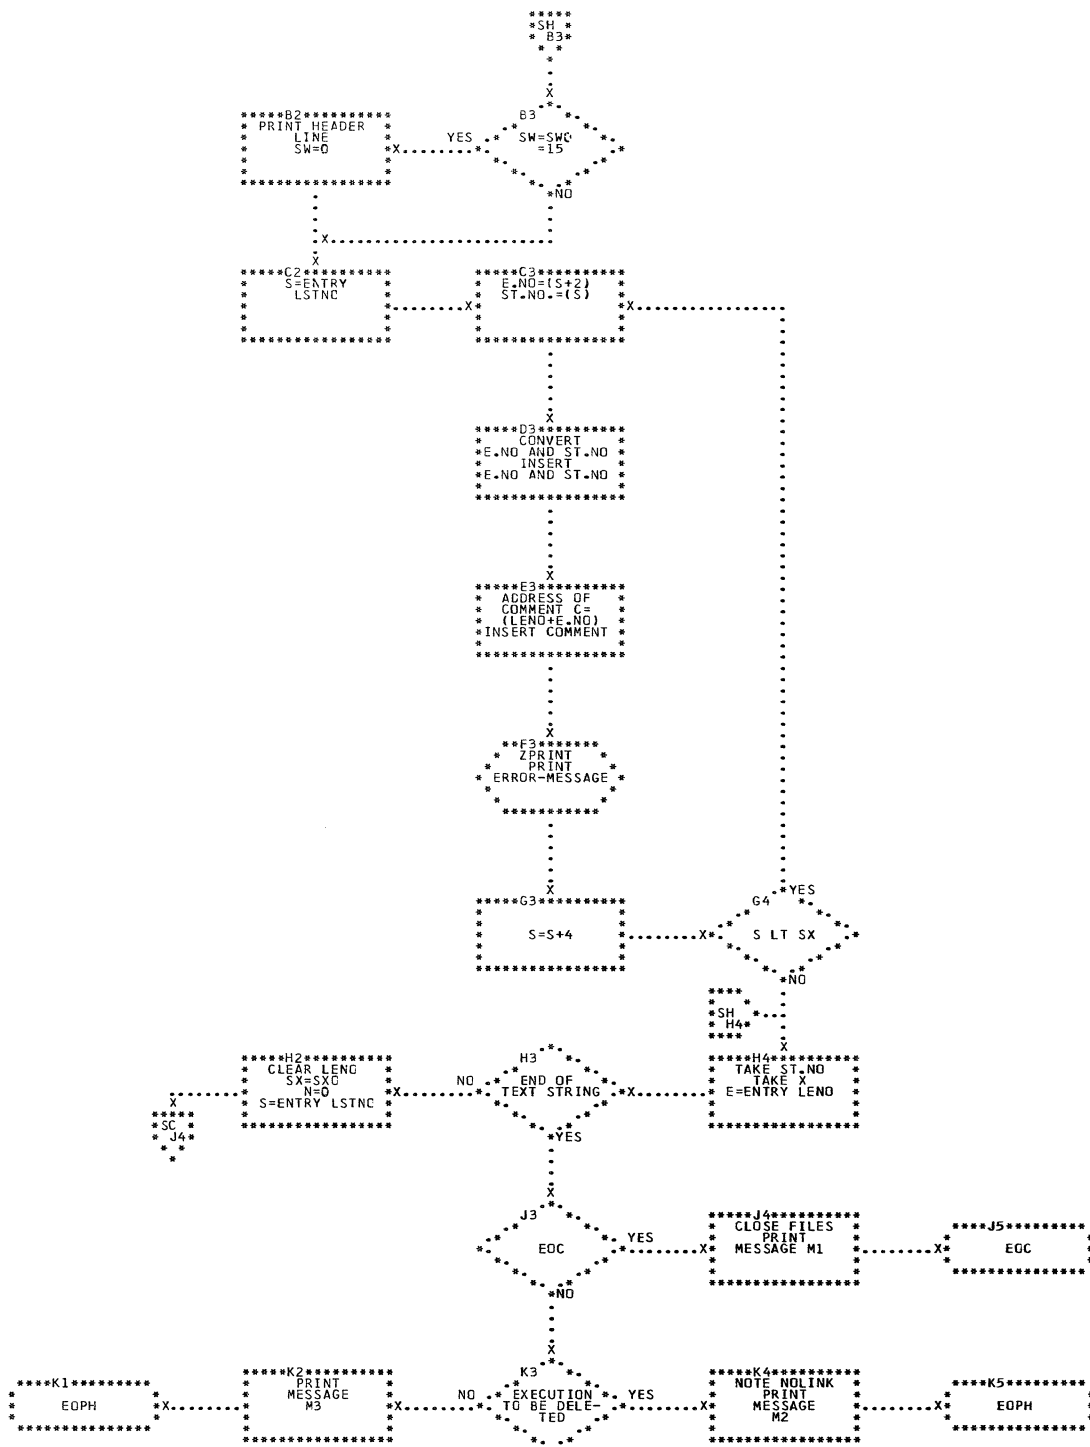 SH
B3
B2
PRINT HEADER
LINE
SW=0
YES
B3
SW=SW0
=15
NO
C2
S=ENTRY
LSTNO
C3
E.NO=(S+2)
ST.NO.=(S)
D3
CONVERT
E.NO AND ST.NO
INSERT
E.NO AND ST.NO
E3
ADDRESS OF
COMMENT C=
(LENO+E.NO)
INSERT COMMENT
F3
ZPRINT
PRINT
ERROR-MESSAGE
G3
S=S+4
G4
YES
S LT SX
NO
SH
H4
H2
CLEAR LENO
SX=SX0
N=0
S=ENTRY LSTNO
NO
H3
END OF
TEXT STRING
YES
H4
TAKE ST.NO
TAKE X
E=ENTRY LENO
SC
J4
J3
EOC
YES
NO
J4
CLOSE FILES
PRINT
MESSAGE M1
J5
EOC
K1
EOPH
K2
PRINT
MESSAGE
M3
NO
K3
EXECUTION
TO BE DELE-
TED
YES
K4
NOTE NOLINK
PRINT
MESSAGE
M2
K5
EOPH